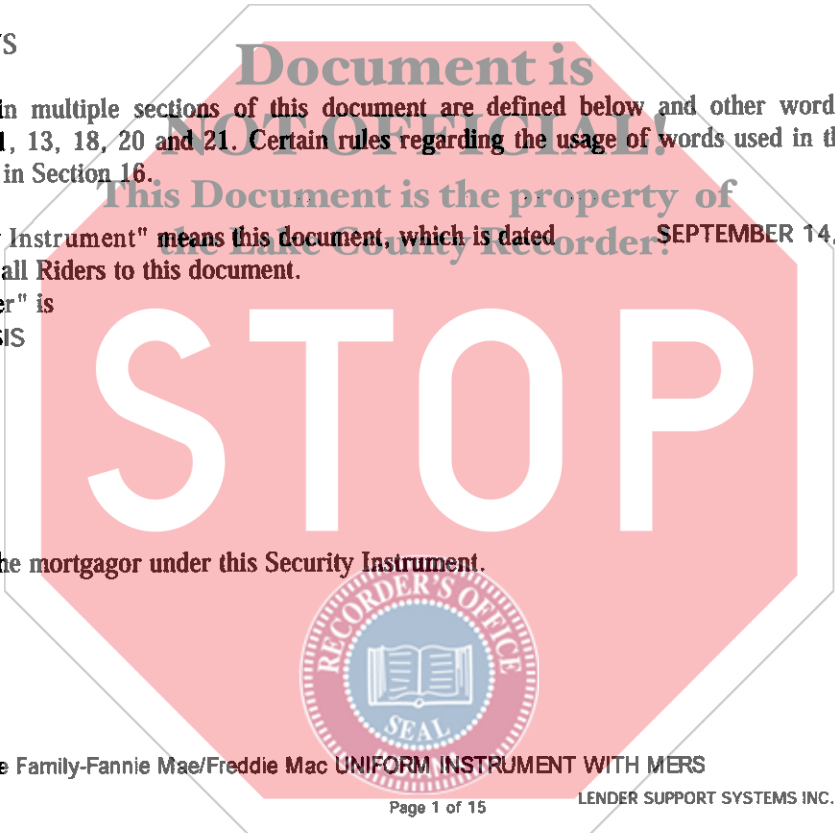 Document is
in multiple sections of this document are defined below and other word
, 13, 18, 20 and 21. Certain rules regarding the usage of words used in
NOT OFFICIAL!
in Section 16.
This Document is the property of
Instrument" means this document, which is dated SEPTEMBER 14,
the Lake County Recorder!
all Riders to this document.
er" is
SIS
STOP
he mortgagor under this Security Instrument.
RECORDER'S OFFICE
SEAL
e Family-Fannie Mae/Freddie Mac UNIFORM INSTRUMENT WITH MERS
Page 1 of 15
LENDER SUPPORT SYSTEMS INC.